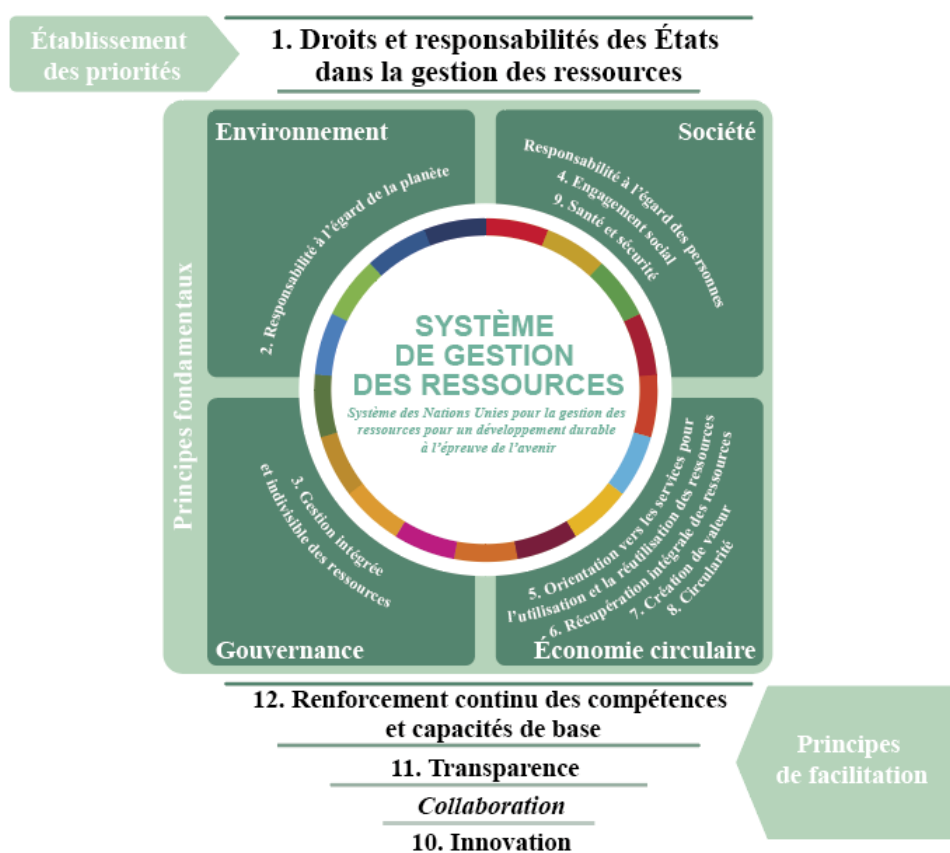 Établissement
des priorités
1. Droits et responsabilités des États
dans la gestion des ressources
Principes fondamentaux
Environnement
2. Responsabilité à l'égard de la planète
Société
Responsabilité à l'égard des personnes
4. Engagement social
9. Santé et sécurité
SYSTÈME
DE GESTION
DES RESSOURCES
Système des Nations Unies pour la gestion des
ressources pour un développement durable
à l'épreuve de l'avenir
3. Gestion intégrée
et indivisible des ressources
Gouvernance
5. Orientation vers les services pour
l'utilisation et la réutilisation des ressources
6. Récupération intégrale des ressources
7. Création de valeur
8. Circularité
Économie circulaire
12. Renforcement continu des compétences
et capacités de base
11. Transparence
Collaboration
10. Innovation
Principes
de facilitation